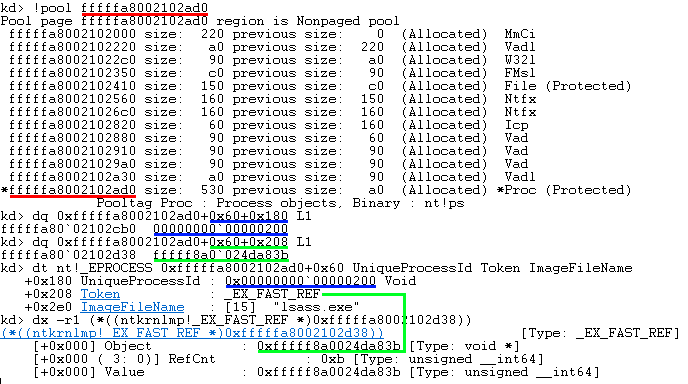 kd> !pool fffffa8002102ad0
Pool page fffffa8002102ad0 region is Nonpaged pool
fffffa8002102000 size: 220 previous size: 0 (Allocated) MmCi
fffffa8002102220 size: a0 previous size: 220 (Allocated) Vadl
fffffa80021022c0 size: 90 previous size: a0 (Allocated) W32l
fffffa8002102350 size: c0 previous size: 90 (Allocated) FMsl
fffffa8002102410 size: 150 previous size: c0 (Allocated) File (Protected)
fffffa8002102560 size: 160 previous size: 150 (Allocated) Ntfx
fffffa80021026c0 size: 160 previous size: 160 (Allocated) Ntfx
fffffa8002102820 size: 60 previous size: 160 (Allocated) Icp
fffffa8002102880 size: 90 previous size: 60 (Allocated) Vad
fffffa8002102910 size: 90 previous size: 90 (Allocated) Vad
fffffa80021029a0 size: 90 previous size: 90 (Allocated) Vad
fffffa8002102a30 size: a0 previous size: 90 (Allocated) Vadl
*fffffa8002102ad0 size: 530 previous size: a0 (Allocated) *Proc (Protected)
Pooltag Proc : Process objects, Binary : nt!ps
kd> dq 0xfffffa8002102ad0+0x60+0x180 L1
fffffa80`02102cb0 00000000`00000200
kd> dq 0xfffffa8002102ad0+0x60+0x208 L1
fffffa80`02102d38 fffff8a0`024da83b
kd> dt nt!_EPROCESS 0xfffffa8002102ad0+0x60 UniqueProcessId Token ImageFileName
+0x180 UniqueProcessId : 0x00000000`00000200 Void
+0x208 Token : _EX_FAST_REF
+0x2e0 ImageFileName : [15] "lsass.exe"
kd> dx -r1 (*((ntkrnlmp!_EX_FAST_REF *)0xfffffa8002102d38))
(*((ntkrnlmp!_EX_FAST_REF *)0xfffffa8002102d38)) [Type: _EX_FAST_REF]
[+0x000] Object : 0xfffff8a0024da83b [Type: void *]
[+0x000 ( 3: 0)] RefCnt : 0xb [Type: unsigned __int64]
[+0x000] Value : 0xfffff8a0024da83b [Type: unsigned __int64]